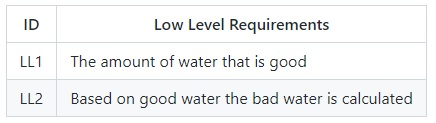 ID Low Level Requirements
LL1 The amount of water that is good
LL2 Based on good water the bad water is calculated